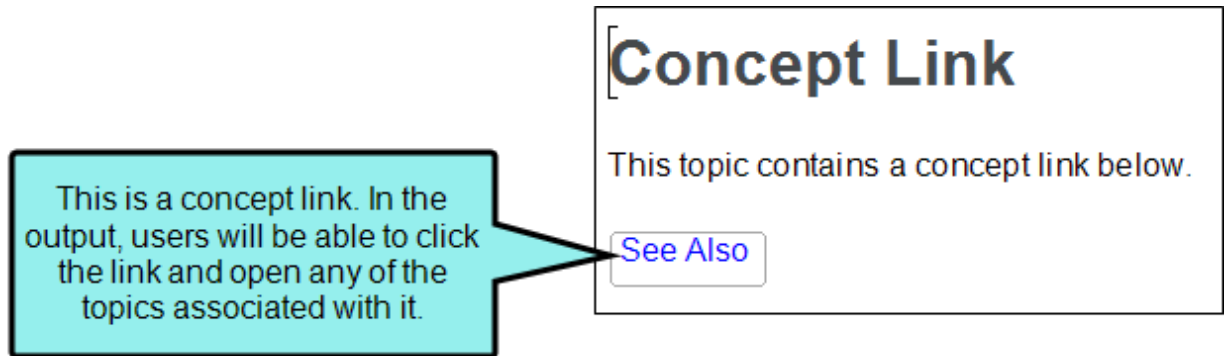 Concept Link
This topic contains a concept link below.
This is a concept link. In the
output, users will be able to click
the link and open any of the
topics associated with it.
See Also